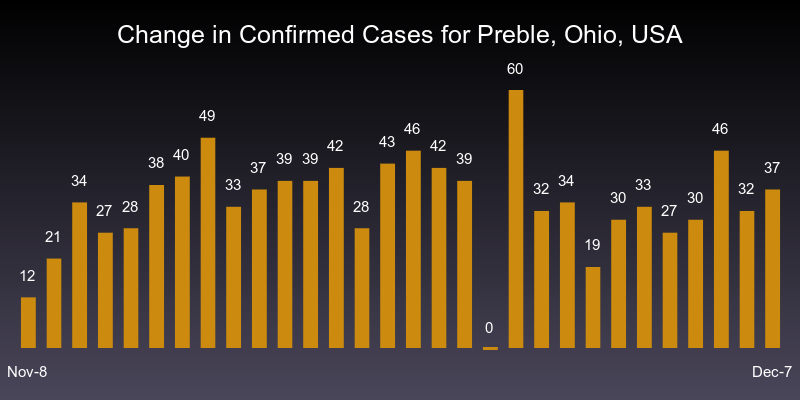 Change in Confirmed Cases for Preble, Ohio, USA
12 21 34 27 28 38 40 49 33 37 39 39 42 28 43 46 42 39 0 60 32 34 19 30 33 27 30 46 32 37
Nov-8 Dec-7